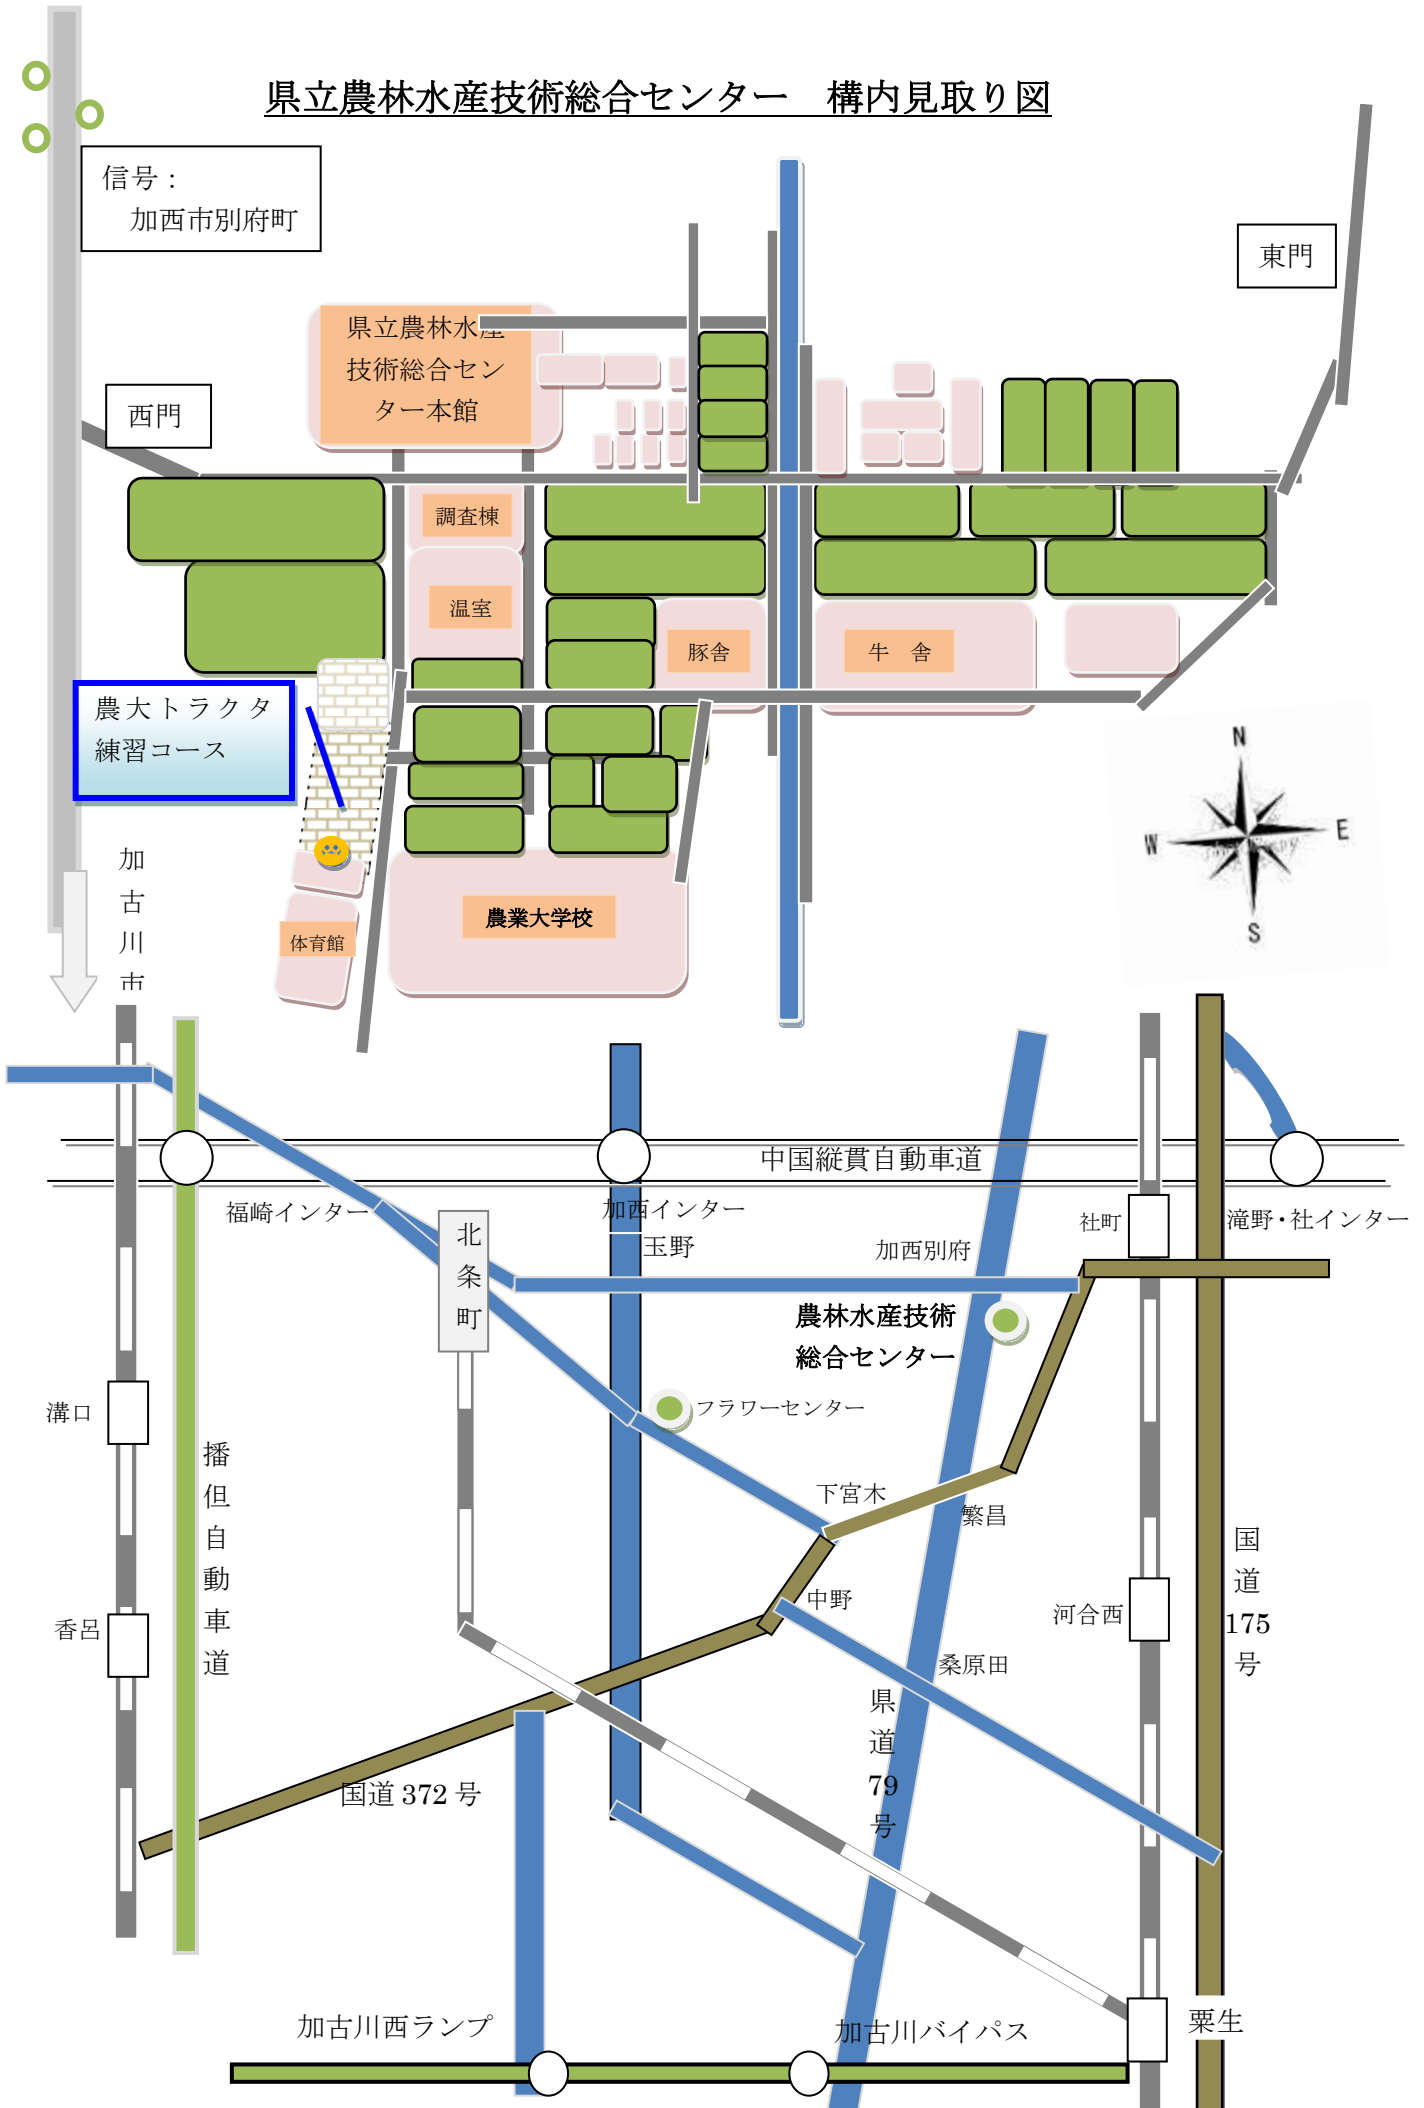 県立農林水産技術総合センター　構内見取り図
信号：
加西市別府町
東門
県立農林水産
技術総合セン
ター本館
西門
調査棟
温室
豚舎
牛　舎
農大トラクタ
練習コース
N
W
E
S
加古川市
農業大学校
体育館
中国縦貫自動車道
福崎インター
加西インター
玉野
北条町
加西別府
社町
滝野・社インター
農林水産技術
総合センター
フラワーセンター
溝口
播但自動車道
下宮木
繁昌
国道175号
中野
河合西
香呂
桑原田
県道79号
国道 372 号
加古川西ランプ
加古川バイパス
粟生